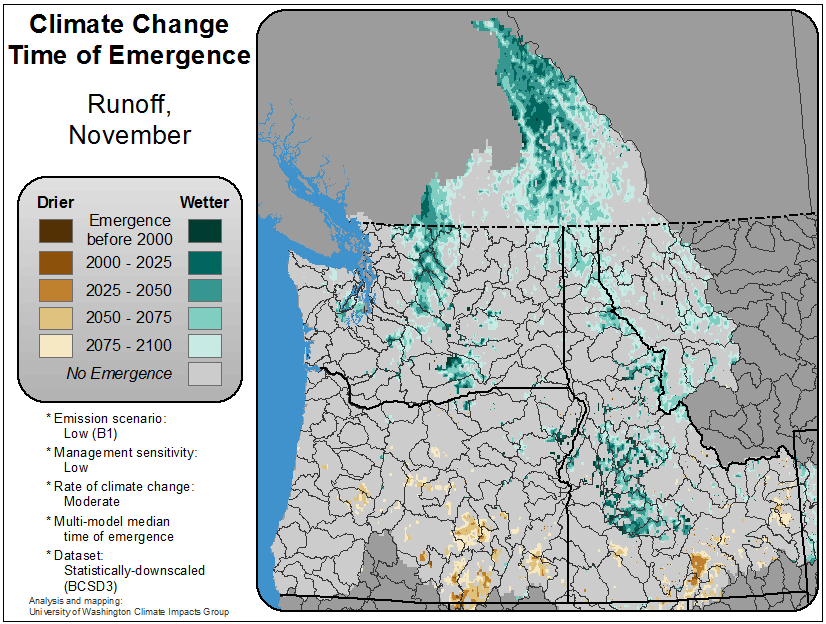 Climate Change
Time of Emergence
Runoff,
November
Drier
Wetter
Emergence
before 2000
2000 - 2025
2025 - 2050
2050 - 2075
2075 - 2100
No Emergence
* Emission scenario:
Low (B1)
* Management sensitivity:
Low
* Rate of climate change:
Moderate
* Multi-model median
time of emergence
* Dataset:
Statistically-downscaled
(BCSD3)
Analysis and mapping:
University of Washington Climate Impacts Group